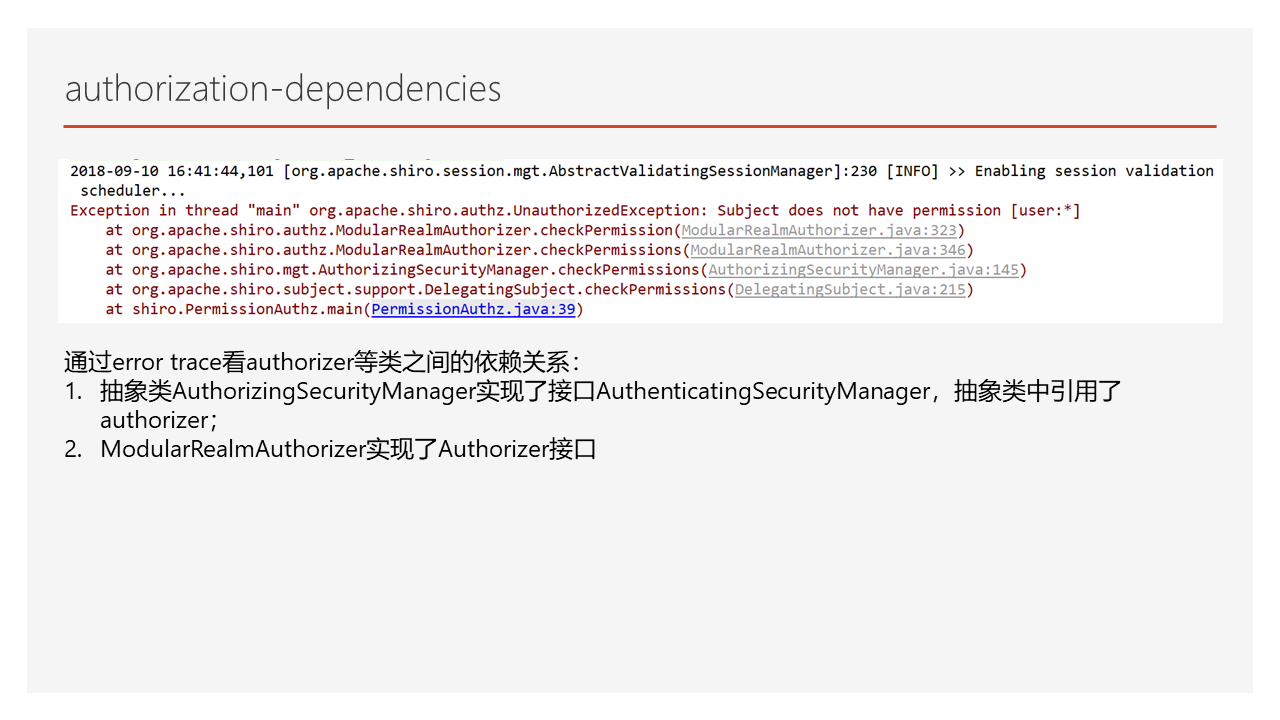 authorization-dependencies
2018-09-10 16:41:44,101 [org.apache.shiro.session.mgt.AbstractValidatingSessionManager]:230 [INFO] >> Enabling session validation
scheduler...
Exception in thread "main" org.apache.shiro.authz.UnauthorizedException: Subject does not have permission [user:*]
at org.apache.shiro.authz.ModularRealmAuthorizer.checkPermission(ModularRealmAuthorizer.java:323)
at org.apache.shiro.authz.ModularRealmAuthorizer.checkPermissions(ModularRealmAuthorizer.java:346)
at org.apache.shiro.mgt.AuthorizingSecurityManager.checkPermissions(AuthorizingSecurityManager.java:145)
at org.apache.shiro.subject.support.DelegatingSubject.checkPermissions(DelegatingSubject.java:215)
at shiro.PermissionAuthz.main(PermissionAuthz.java:39)
通过error trace看authorizer等类之间的依赖关系：
1. 抽象类AuthorizingSecurityManager实现了接口AuthenticatingSecurityManager，抽象类中引用了
authorizer；
2. ModularRealmAuthorizer实现了Authorizer接口